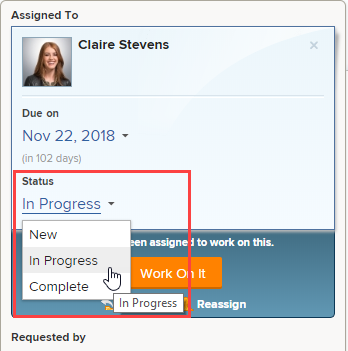 Assigned To
Claire Stevens ×
Due on
Nov 22, 2018
(in 102 days)
Status
In Progress
New
In Progress
Complete
een assigned to work on this.
Work On It
In Progress
Reassign
Requested by